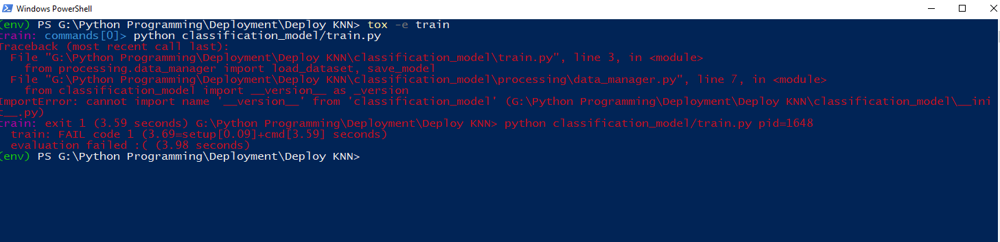 Windows PowerShell
(env) PS G:\Python Programming\Deployment\Deploy KNN> tox -e train
train: commands[0]> python classification_model/train.py
Traceback (most recent call last):
  File "G:\Python Programming\Deployment\Deploy KNN\classification_model\train.py", line 3, in <module>
    from processing.data_manager import load_dataset, save_model
  File "G:\Python Programming\Deployment\Deploy KNN\classification_model\processing\data_manager.py", line 7, in <module>
    from classification_model import __version__ as _version
ImportError: cannot import name '__version__' from 'classification_model' (G:\Python Programming\Deployment\Deploy KNN\classification_model\__ini
t__.py)
train: exit 1 (3.59 seconds) G:\Python Programming\Deployment\Deploy KNN> python classification_model/train.py pid=1648
  train: FAIL code 1 (3.69=setup[0.09]+cmd[3.59] seconds)
  evaluation failed :( (3.98 seconds)
(env) PS G:\Python Programming\Deployment\Deploy KNN>